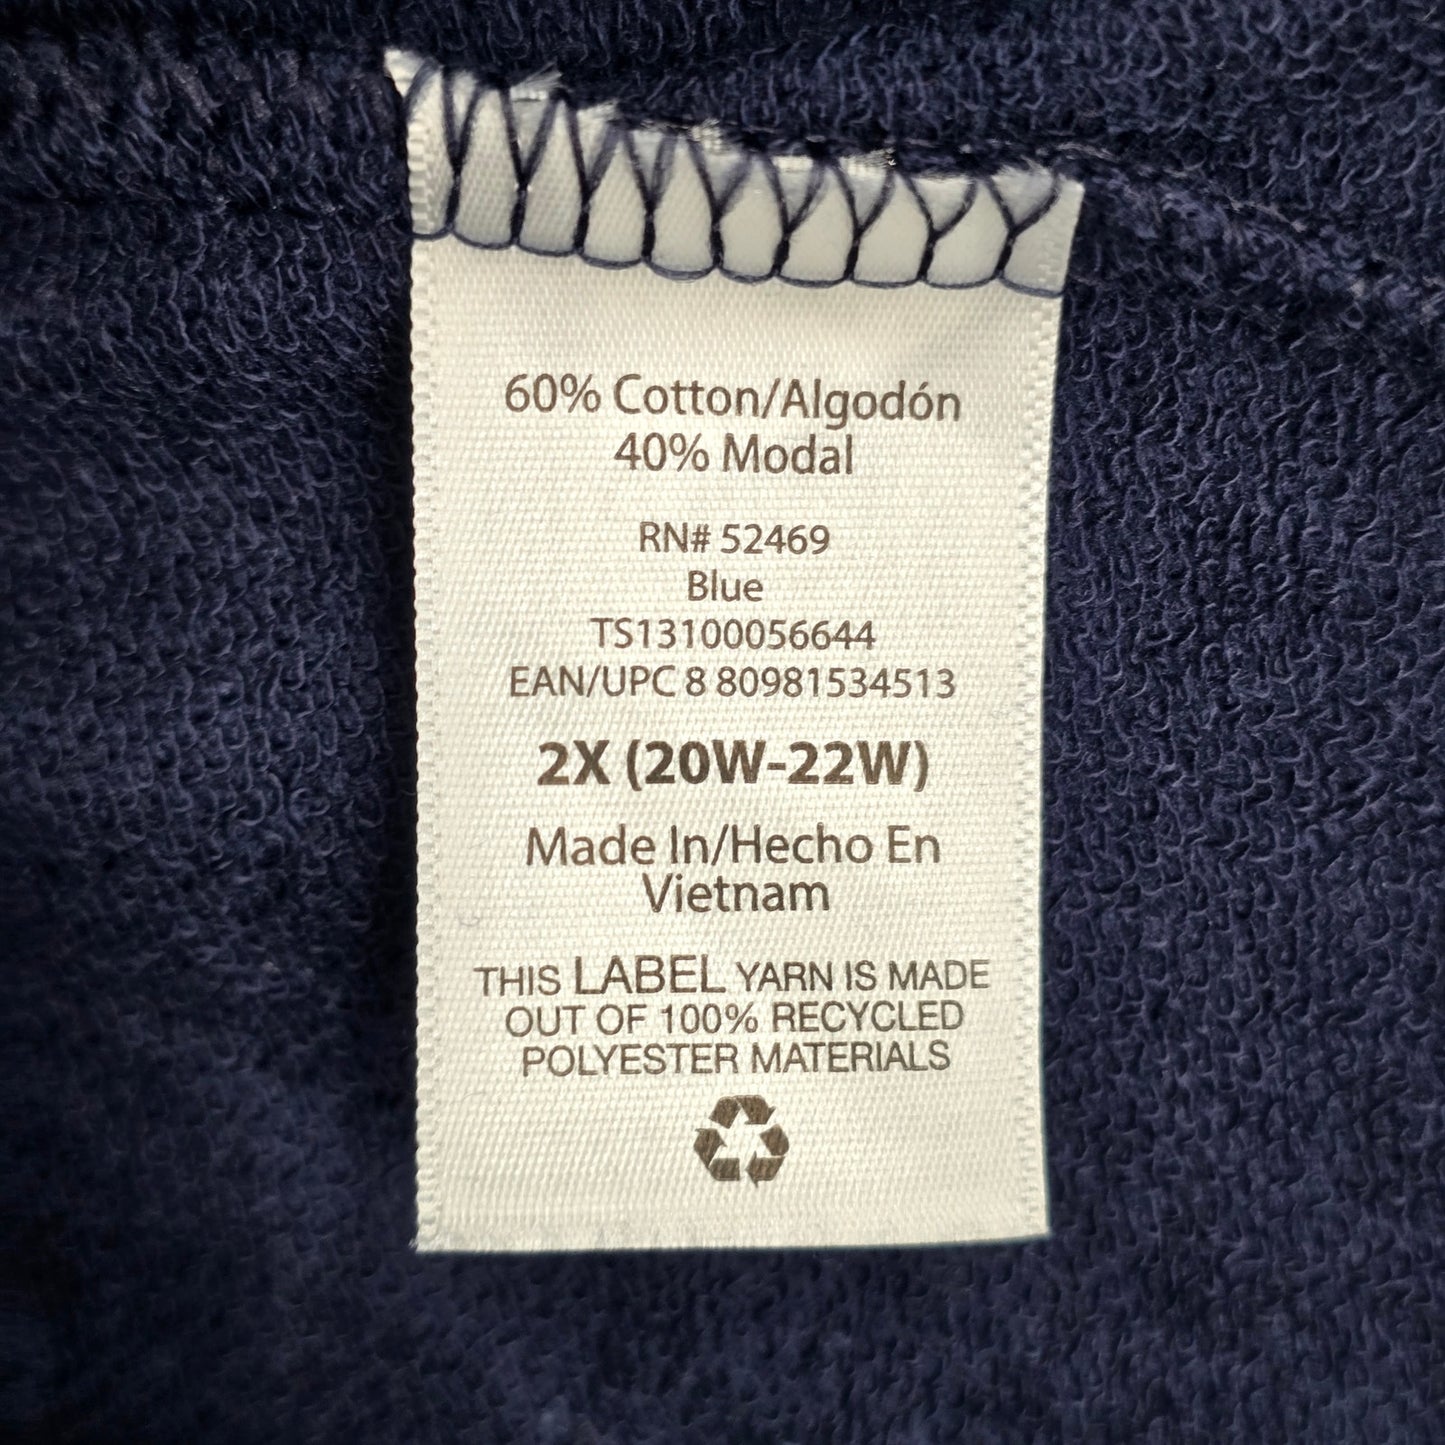 60% Cotton/Algodón
40% Modal
RN# 52469
Blue
TS13100056644
EAN/UPC 8 80981534513
2X (20W-22W)
Made In/Hecho En
Vietnam
THIS LABEL YARN IS MADE
OUT OF 100% RECYCLED
POLYESTER MATERIALS